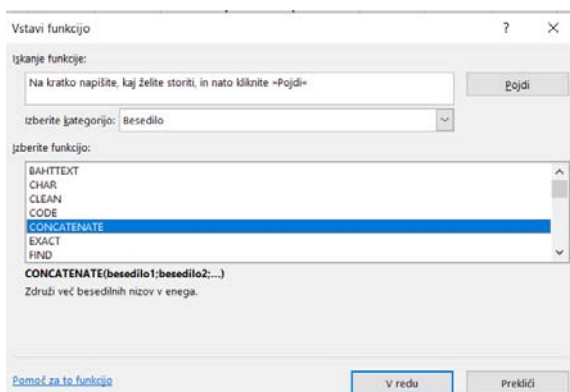 Vstavi funkcijo ? ×
Iskanje funkcije:
Na kratko napišite, kaj želite storiti, in nato kliknite »Pojdi« Pojdi
Izberite kategorijo: Besedilo
Izberite funkcijo:
BAHTTEXT
CHAR
CLEAN
CODE
CONCATENATE
EXACT
FIND
CONCATENATE(besedilo1;besedilo2;...)
Združi več besedilnih nizov v enega.
Pomoč za to funkcijo V redu Prekliči